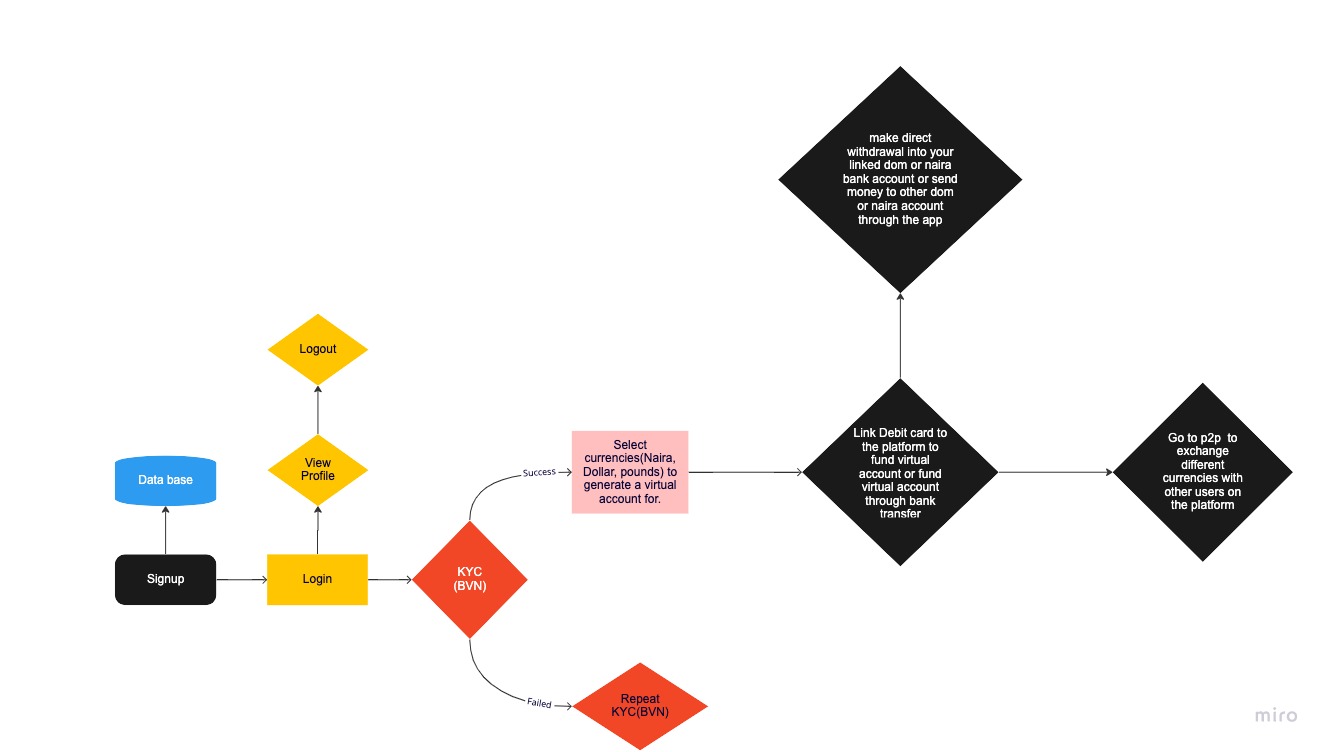 make direct
withdrawal into your
linked dom or naira
bank account or send
money to other dom
or naira account
through the app
Logout
View
Profile
Data base
Signup
Login
KYC
(BVN)
Success
Failed
Select
currencies(Naira,
Dollar, pounds) to
generate a virtual
account for.
Repeat
KYC(BVN)
Link Debit card to
the platform to
fund virtual
account or fund
virtual account
through bank
transfer
Go to p2p  to
exchange
different
currencies with
other users on
the platform
miro